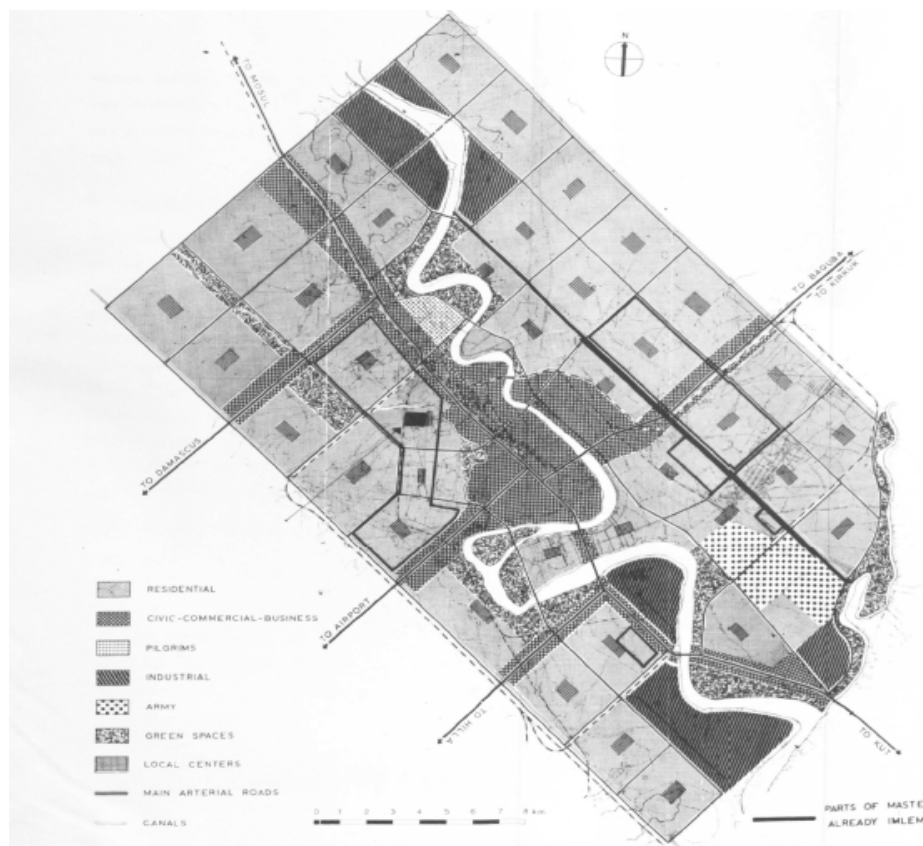 N
TO MOSUL
TO BAQUBA
TO KIRKUK
TO DAMASCUS
TO AIRPORT
TO HILLA
TO KUT
RESIDENTIAL
CIVIC-COMMERCIAL-BUSINESS
PILGRIMS
INDUSTRIAL
ARMY
GREEN SPACES
LOCAL CENTERS
MAIN ARTERIAL ROADS
CANALS
0 1 2 3 4 5 6 7 8 km
PARTS OF MASTE
ALREADY IMLEM